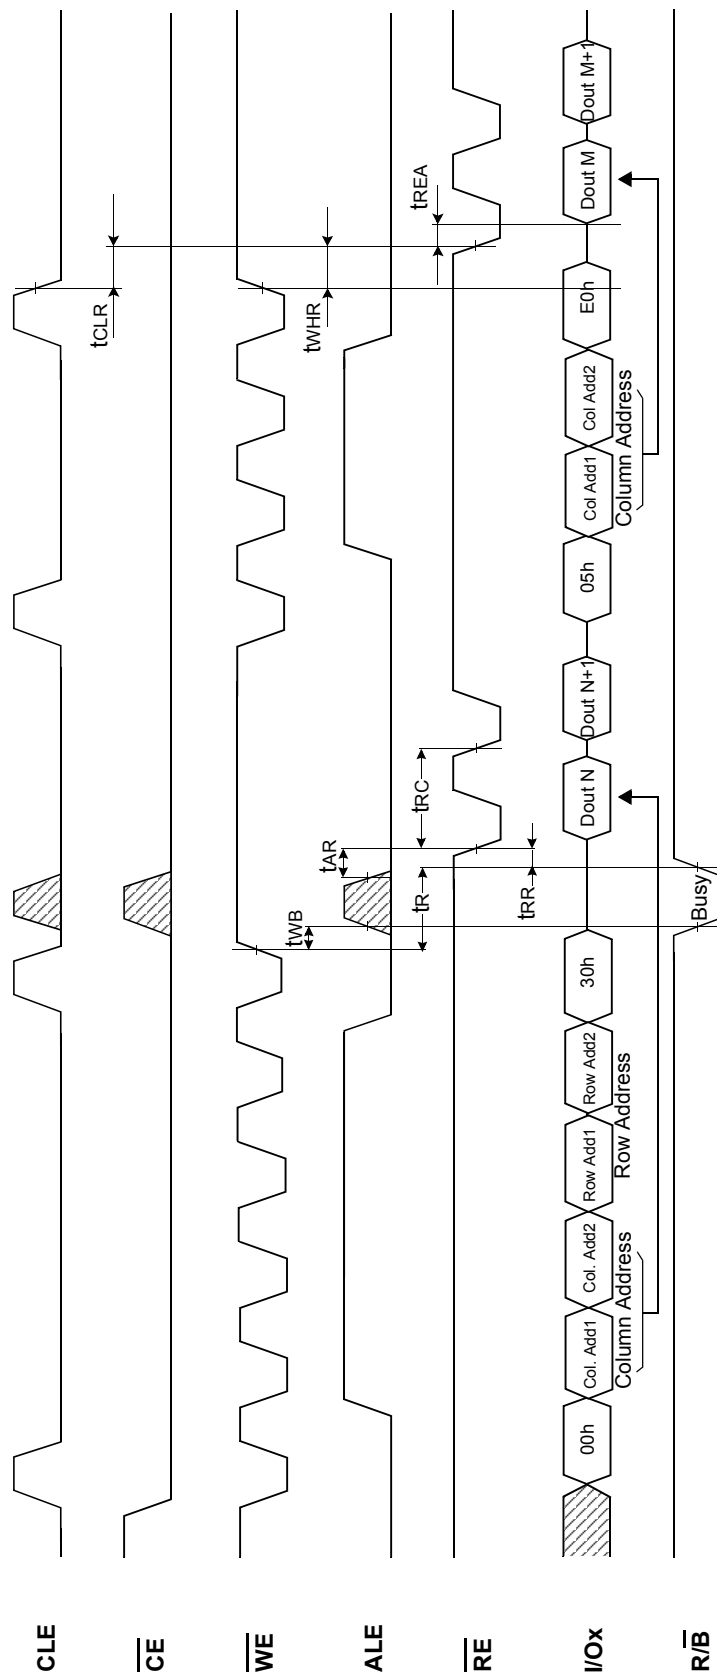 CLE
CE
WE
ALE
RE
I/Ox
R/B
tCLR
tWHR
tREA
tWB
tAR
tR
tRC
tRR
00h
Col. Add1
Col. Add2
Row Add1
Row Add2
30h
Dout N
Dout N+1
05h
Col Add1
Col Add2
E0h
Dout M
Dout M+1
Column Address
Row Address
Column Address
Busy